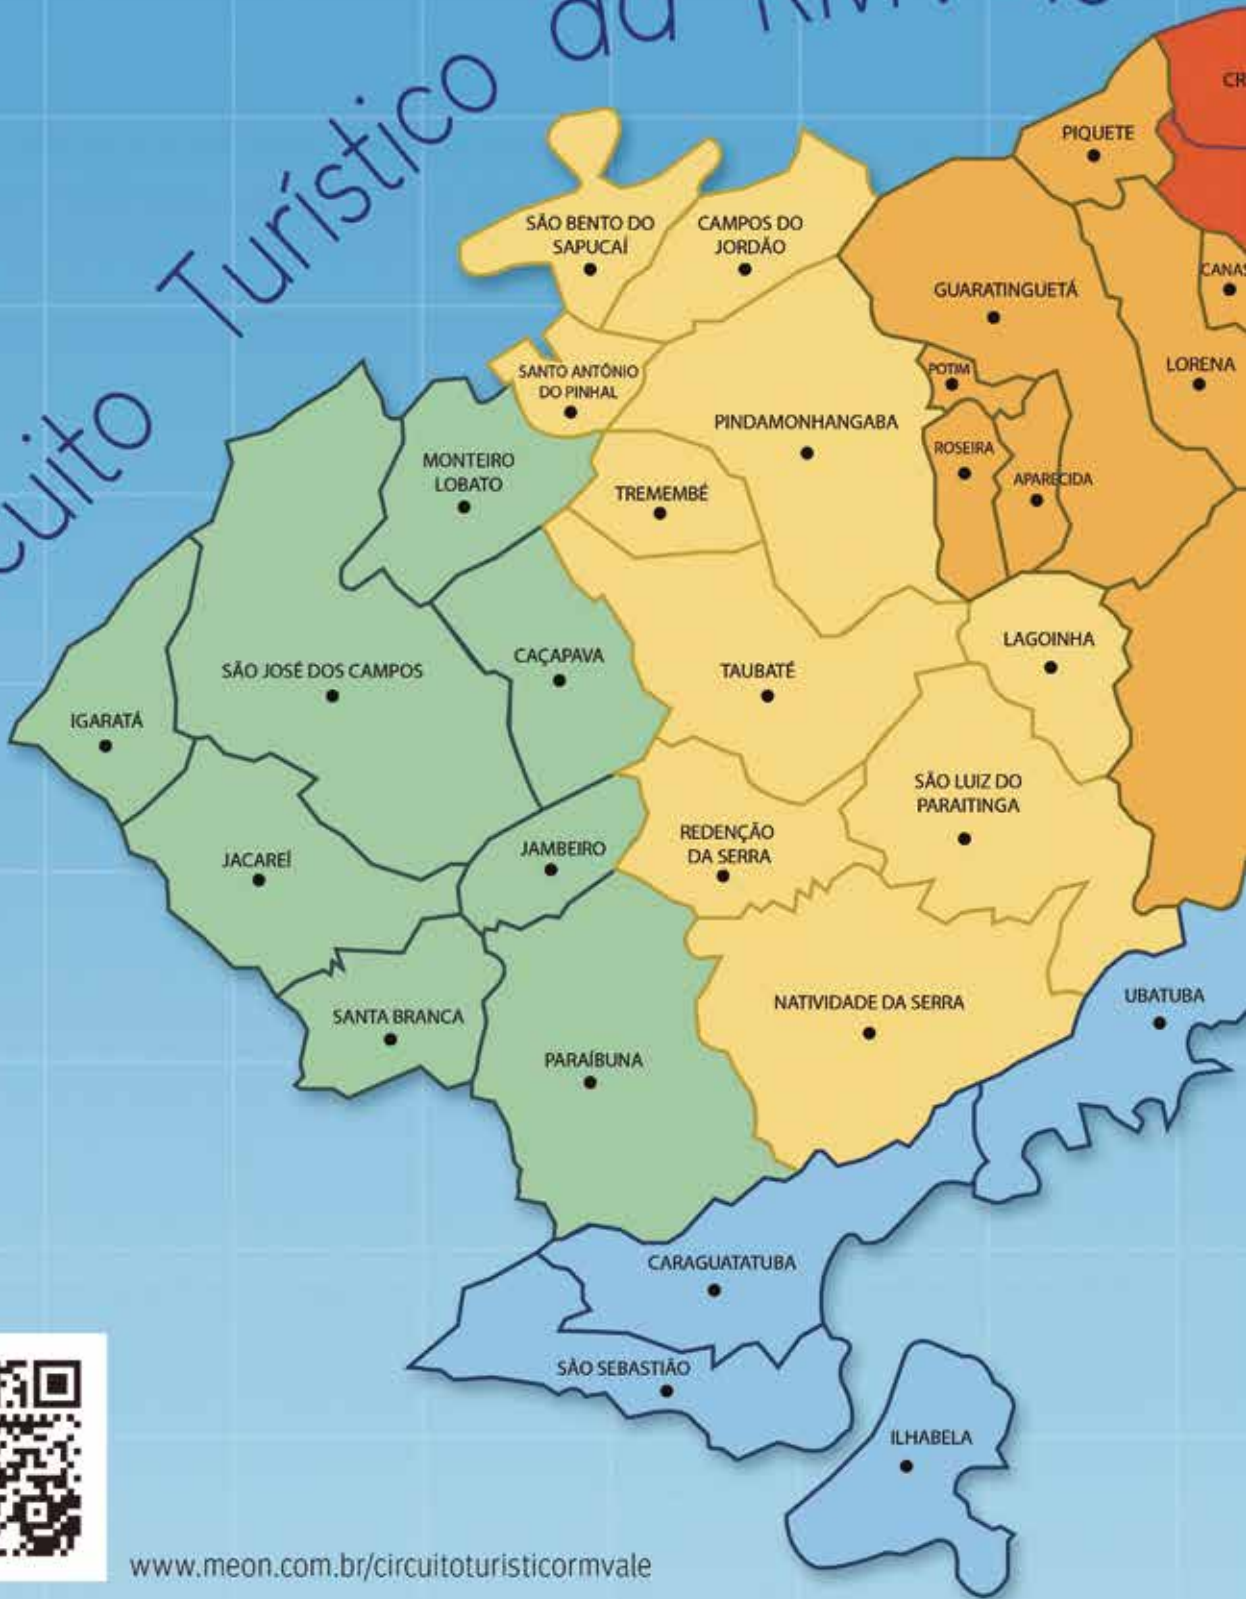 cuito Turístico da
CR
PIQUETE
SÃO BENTO DO
SAPUCAÍ
CAMPOS DO
JORDÃO
CANAS
GUARATINGUETÁ
LORENA
POTIM
SANTO ANTÔNIO
DO PINHAL
PINDAMONHANGABA
ROSEIRA
APARECIDA
MONTEIRO
LOBATO
TREMEMBÉ
LAGOINHA
CAÇAPAVA
TAUBATÉ
SÃO JOSÉ DOS CAMPOS
IGARATÁ
SÃO LUIZ DO
PARAITINGA
REDENÇÃO
DA SERRA
JAMBEIRO
JACAREÍ
UBATUBA
NATIVIDADE DA SERRA
SANTA BRANCA
PARAÍBUNA
CARAGUATATUBA
SÃO SEBASTIÃO
ILHABELA
www.meon.com.br/circuitoturisticormvale